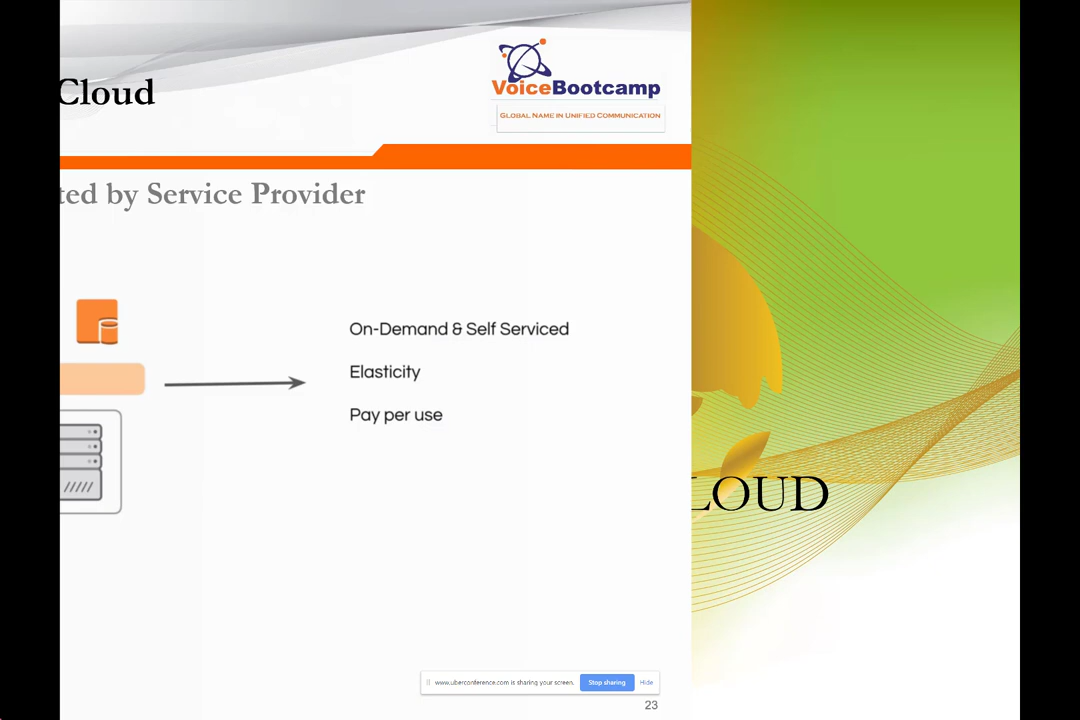 Cloud
VoiceBootcamp
GLOBAL NAME IN UNIFIED COMMUNICATION
ted by Service Provider
On-Demand & Self Serviced
Elasticity
Pay per use
LOUD
www.uberconference.com is sharing your screen.
Stop sharing
Hide
23